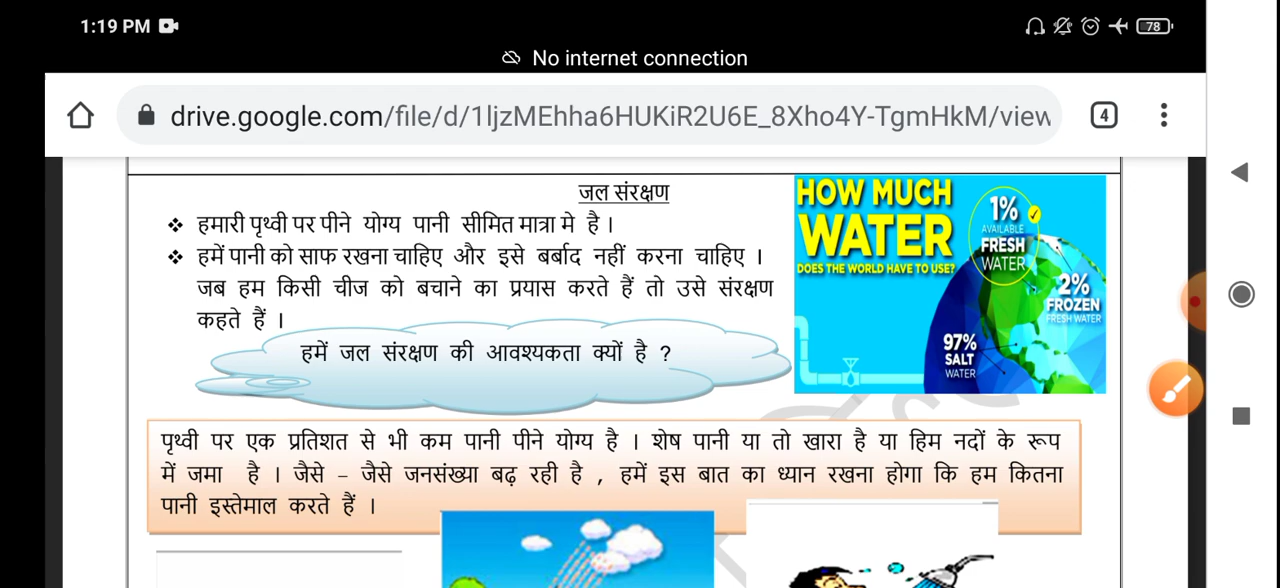 1:19 PM
78
No internet connection
drive.google.com/file/d/1ljzMEhha6HUKiR2U6E_8Xho4Y-TgmHkM/view
4
जल संरक्षण
❖ हमारी पृथ्वी पर पीने योग्य पानी सीमित मात्रा मे है ।
❖ हमें पानी को साफ रखना चाहिए और इसे बर्बाद नहीं करना चाहिए ।
जब हम किसी चीज को बचाने का प्रयास करते हैं तो उसे संरक्षण
कहते हैं ।
हमें जल संरक्षण की आवश्यकता क्यों है ?
HOW MUCH
WATER
DOES THE WORLD HAVE TO USE?
1%
AVAILABLE
FRESH
WATER
2%
FROZEN
FRESH WATER
97%
SALT
WATER
पृथ्वी पर एक प्रतिशत से भी कम पानी पीने योग्य है । शेष पानी या तो खारा है या हिम नदों के रूप
में जमा है । जैसे – जैसे जनसंख्या बढ़ रही है , हमें इस बात का ध्यान रखना होगा कि हम कितना
पानी इस्तेमाल करते हैं ।